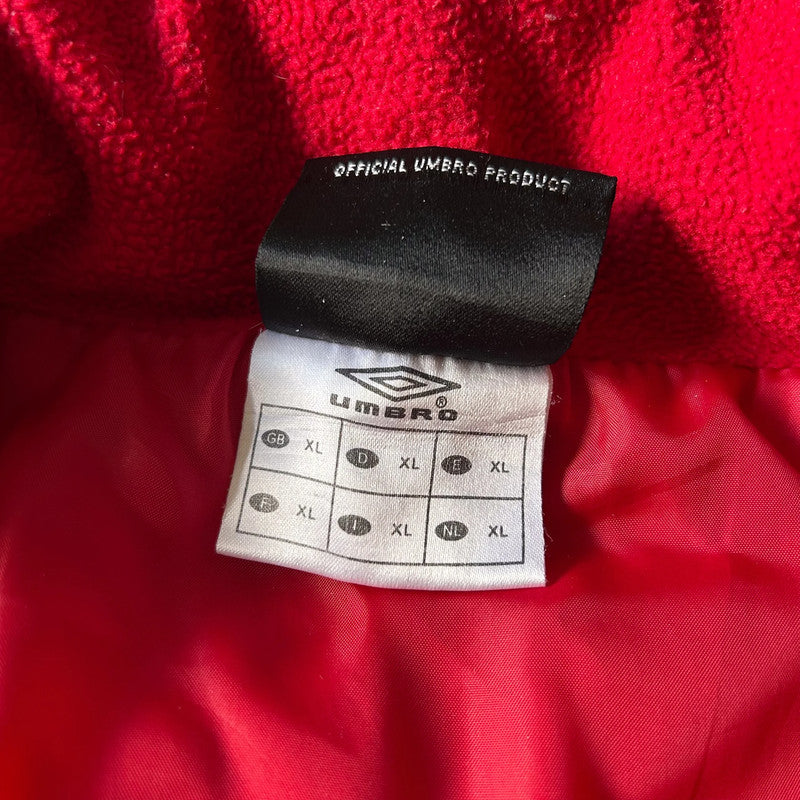 OFFICIAL UMBRO PRODUCT
UMBRO®
GB XL D XL E XL
F XL I XL NL XL